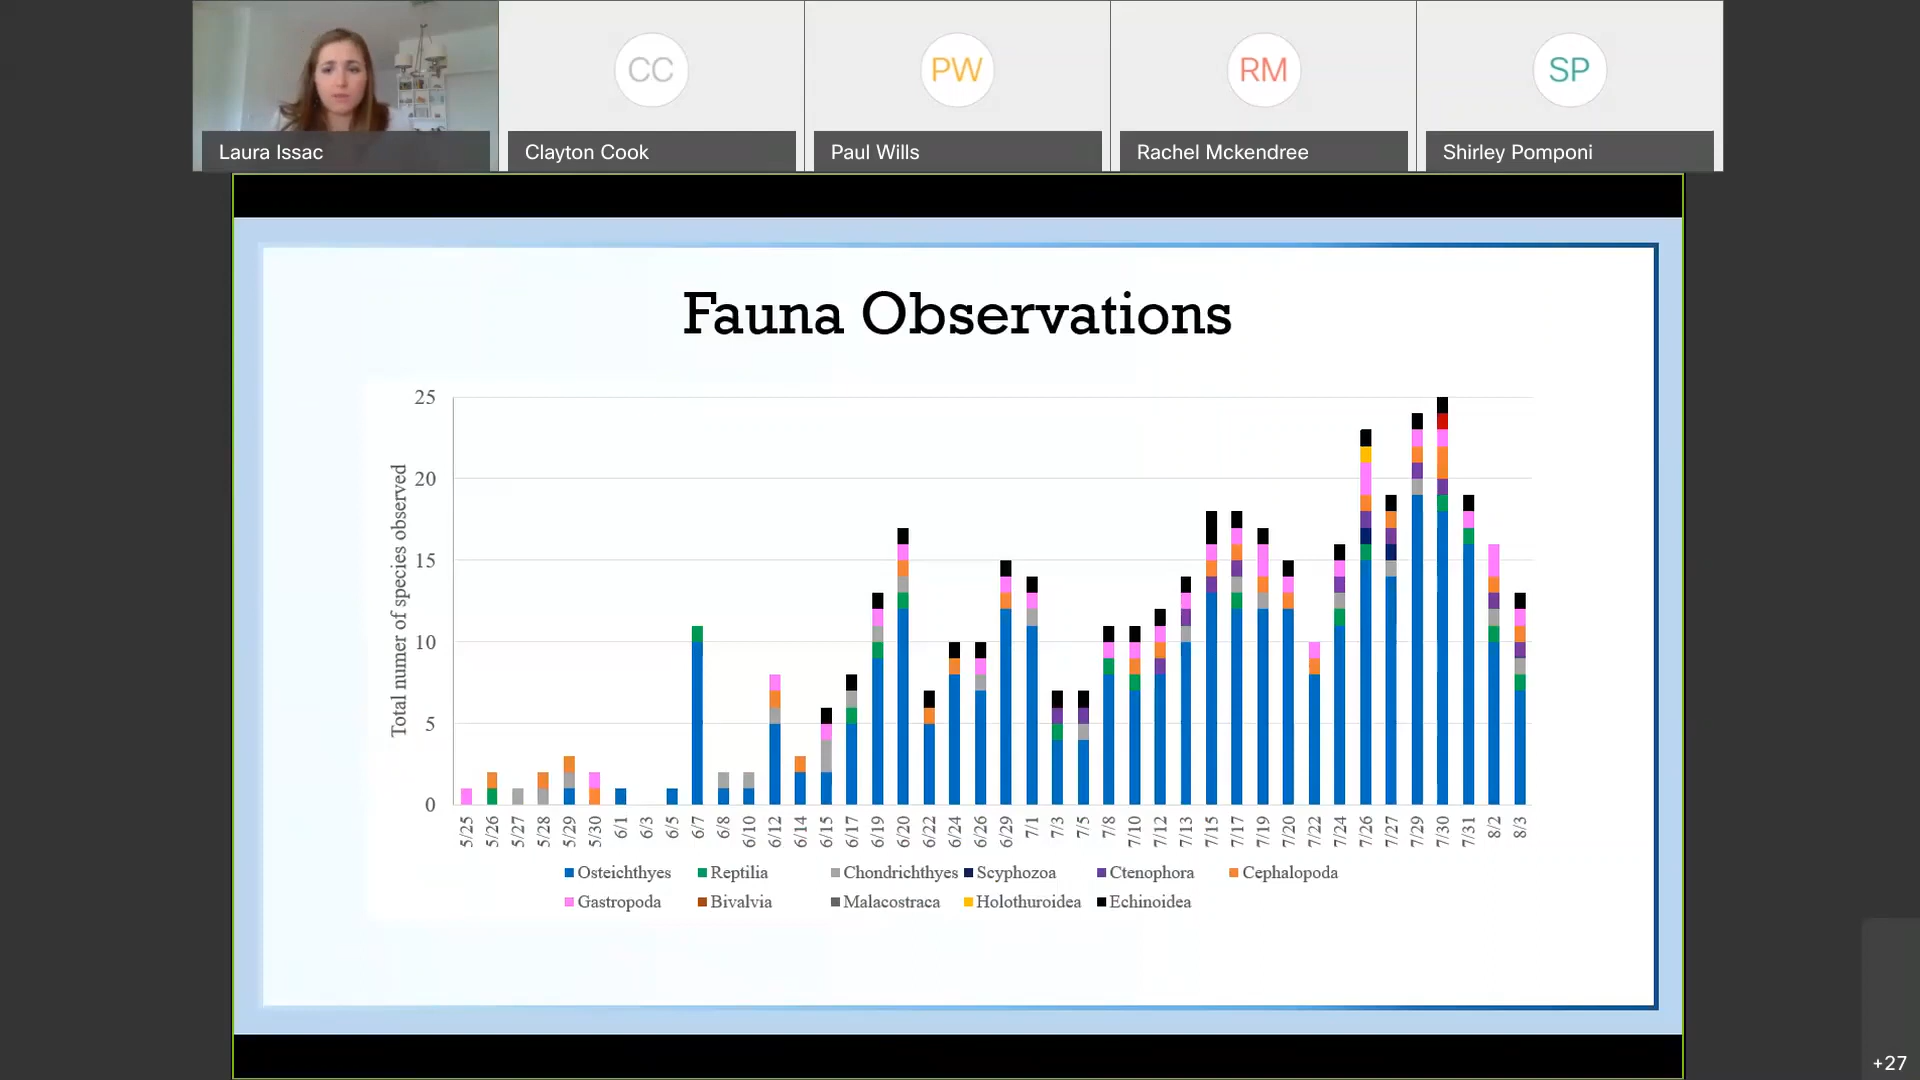 CC
PW
RM
SP
Laura Issac
Clayton Cook
Paul Wills
Rachel Mckendree
Shirley Pomponi
Fauna Observations
Total numer of species observed
25
20
15
10
5
0
5/25 5/26 5/27 5/28 5/29 5/30 6/1 6/3 6/5 6/7 6/8 6/10 6/12 6/14 6/15 6/17 6/19 6/20 6/22 6/24 6/26 6/29 7/1 7/3 7/5 7/8 7/10 7/12 7/13 7/15 7/17 7/19 7/20 7/22 7/24 7/26 7/27 7/29 7/30 7/31 8/2 8/3
Osteichthyes Reptilia Chondrichthyes Scyphozoa Ctenophora Cephalopoda
Gastropoda Bivalvia Malacostraca Holothuroidea Echinoidea
+27